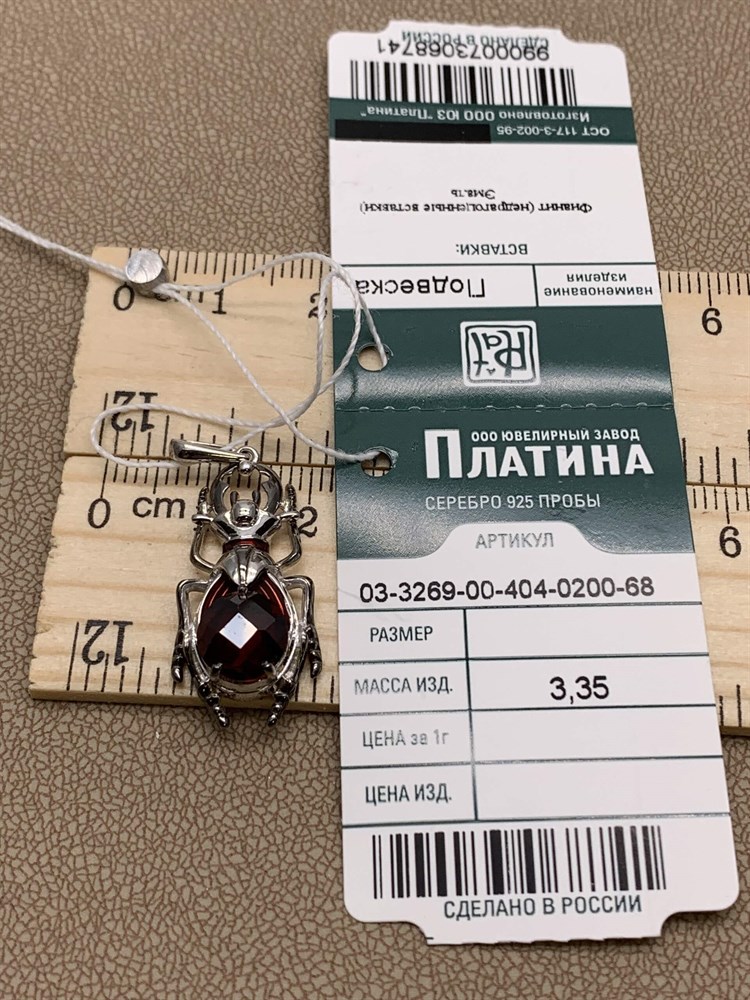 СДЕЛАНО В РОССИИ
9900073068741
Изготовлено ООО ЮЗ "Платина"
ОСТ 117-3-002-95
Эмаль
Фианит (недрагоценные вставки)
ВСТАВКИ:
наименование изделия
Подвеска
Plat
ООО ЮВЕЛИРНЫЙ ЗАВОД
ПЛАТИНА
СЕРЕБРО 925 ПРОБЫ
АРТИКУЛ
03-3269-00-404-0200-68
РАЗМЕР
МАССА ИЗД. 3,35
ЦЕНА за 1г
ЦЕНА ИЗД.
СДЕЛАНО В РОССИИ
0 1 2 6
12
0 cm 2 6
12